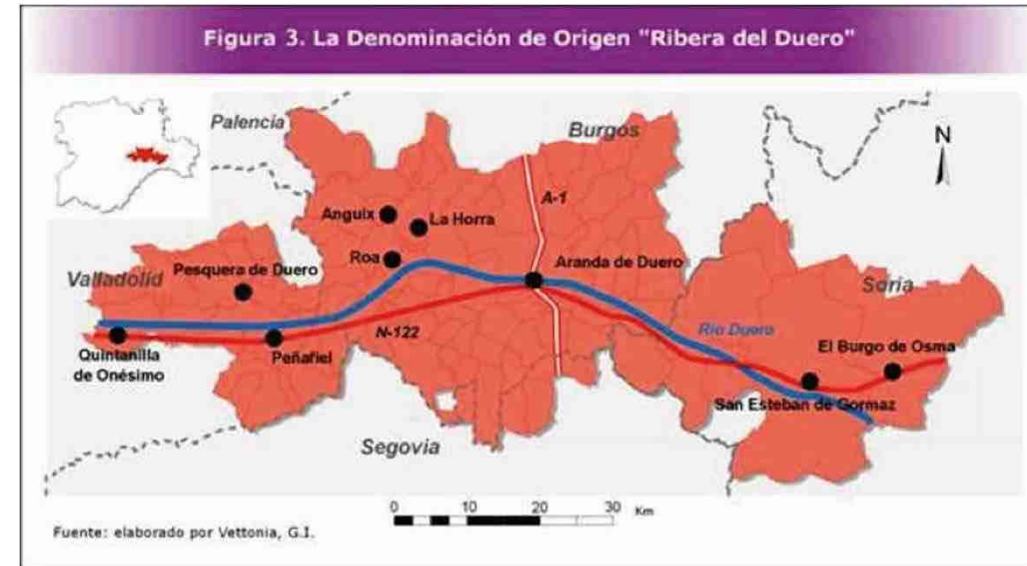 Figura 3. La Denominación de Origen "Ribera del Duero"
Palencia
Burgos
N
A-1
Anguix
La Horra
Roa
Aranda de Duero
Valladolid
Pesquera de Duero
Soria
Río Duero
N-122
Quintanilla
de Onésimo
Peñafiel
El Burgo de Osma
San Esteban de Gormaz
Segovia
0 10 20 30 Km
Fuente: elaborado por Vettonia, G.I.